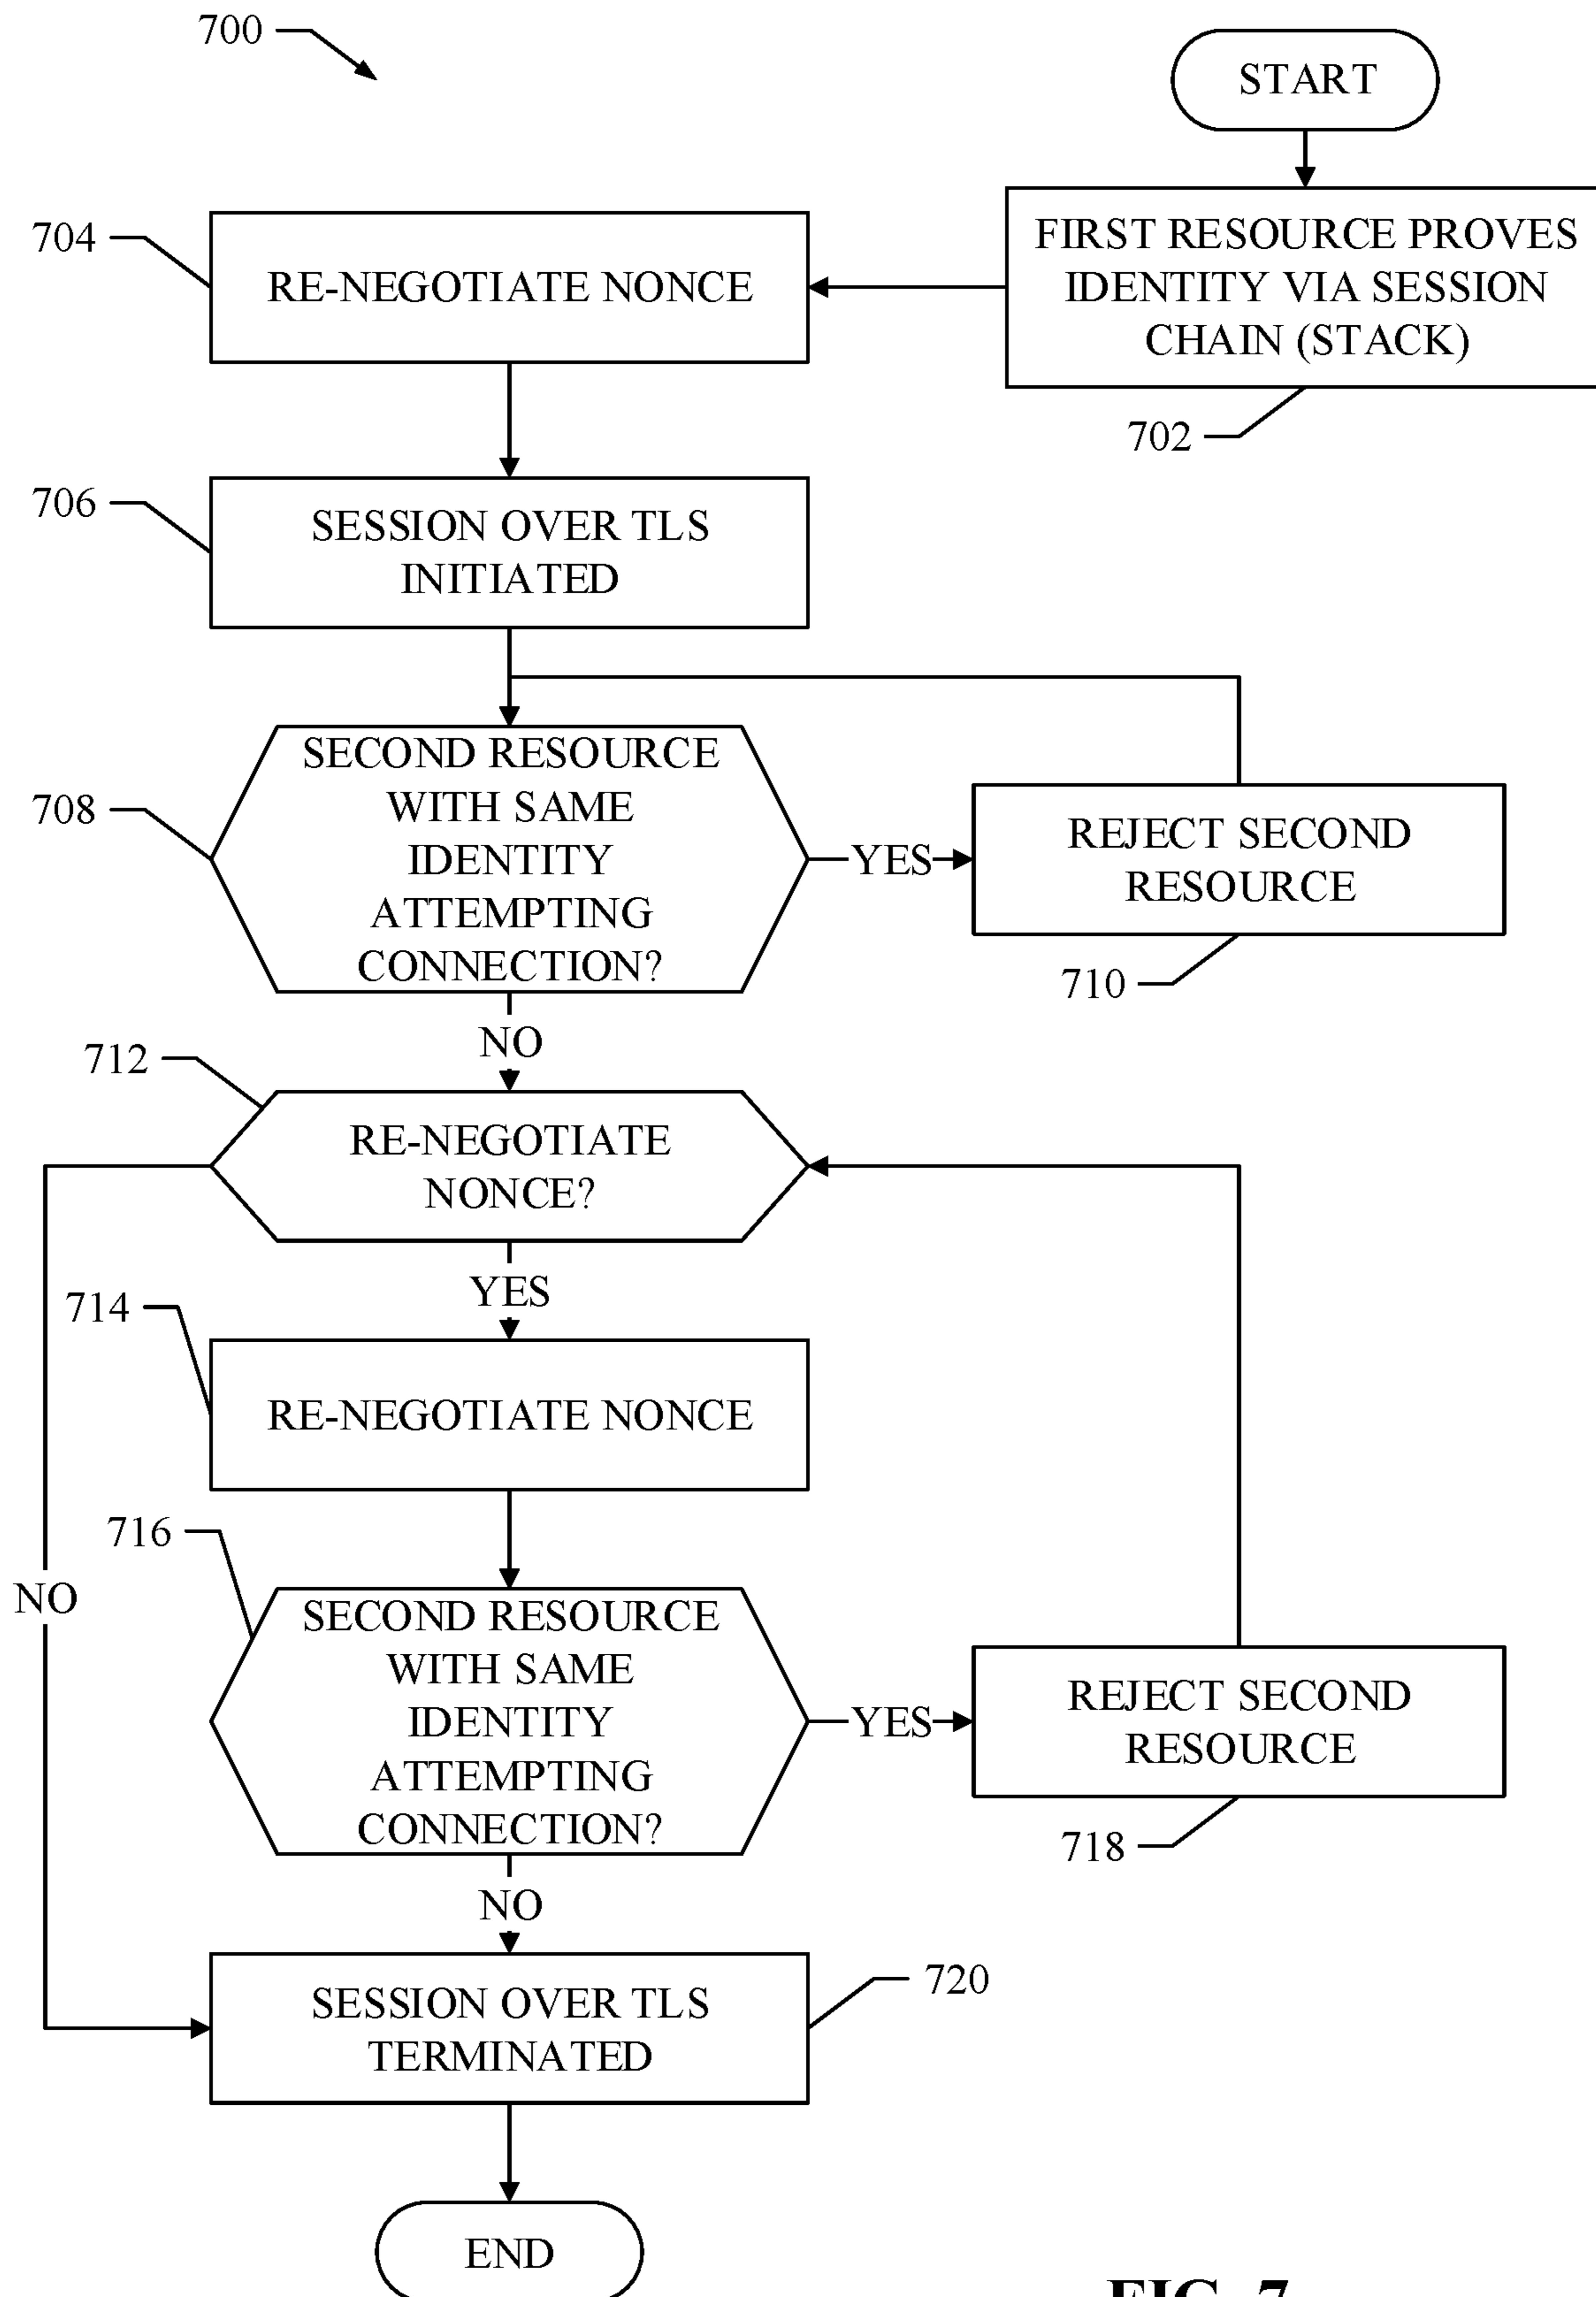 700
START
704
RE-NEGOTIATE NONCE
FIRST RESOURCE PROVES
IDENTITY VIA SESSION
CHAIN (STACK)
702
706
SESSION OVER TLS
INITIATED
708
SECOND RESOURCE
WITH SAME
IDENTITY
ATTEMPTING
CONNECTION?
YES
REJECT SECOND
RESOURCE
710
NO
712
RE-NEGOTIATE
NONCE?
YES
714
RE-NEGOTIATE NONCE
716
NO
SECOND RESOURCE
WITH SAME
IDENTITY
ATTEMPTING
CONNECTION?
YES
REJECT SECOND
RESOURCE
718
NO
720
SESSION OVER TLS
TERMINATED
END
FIG. 7